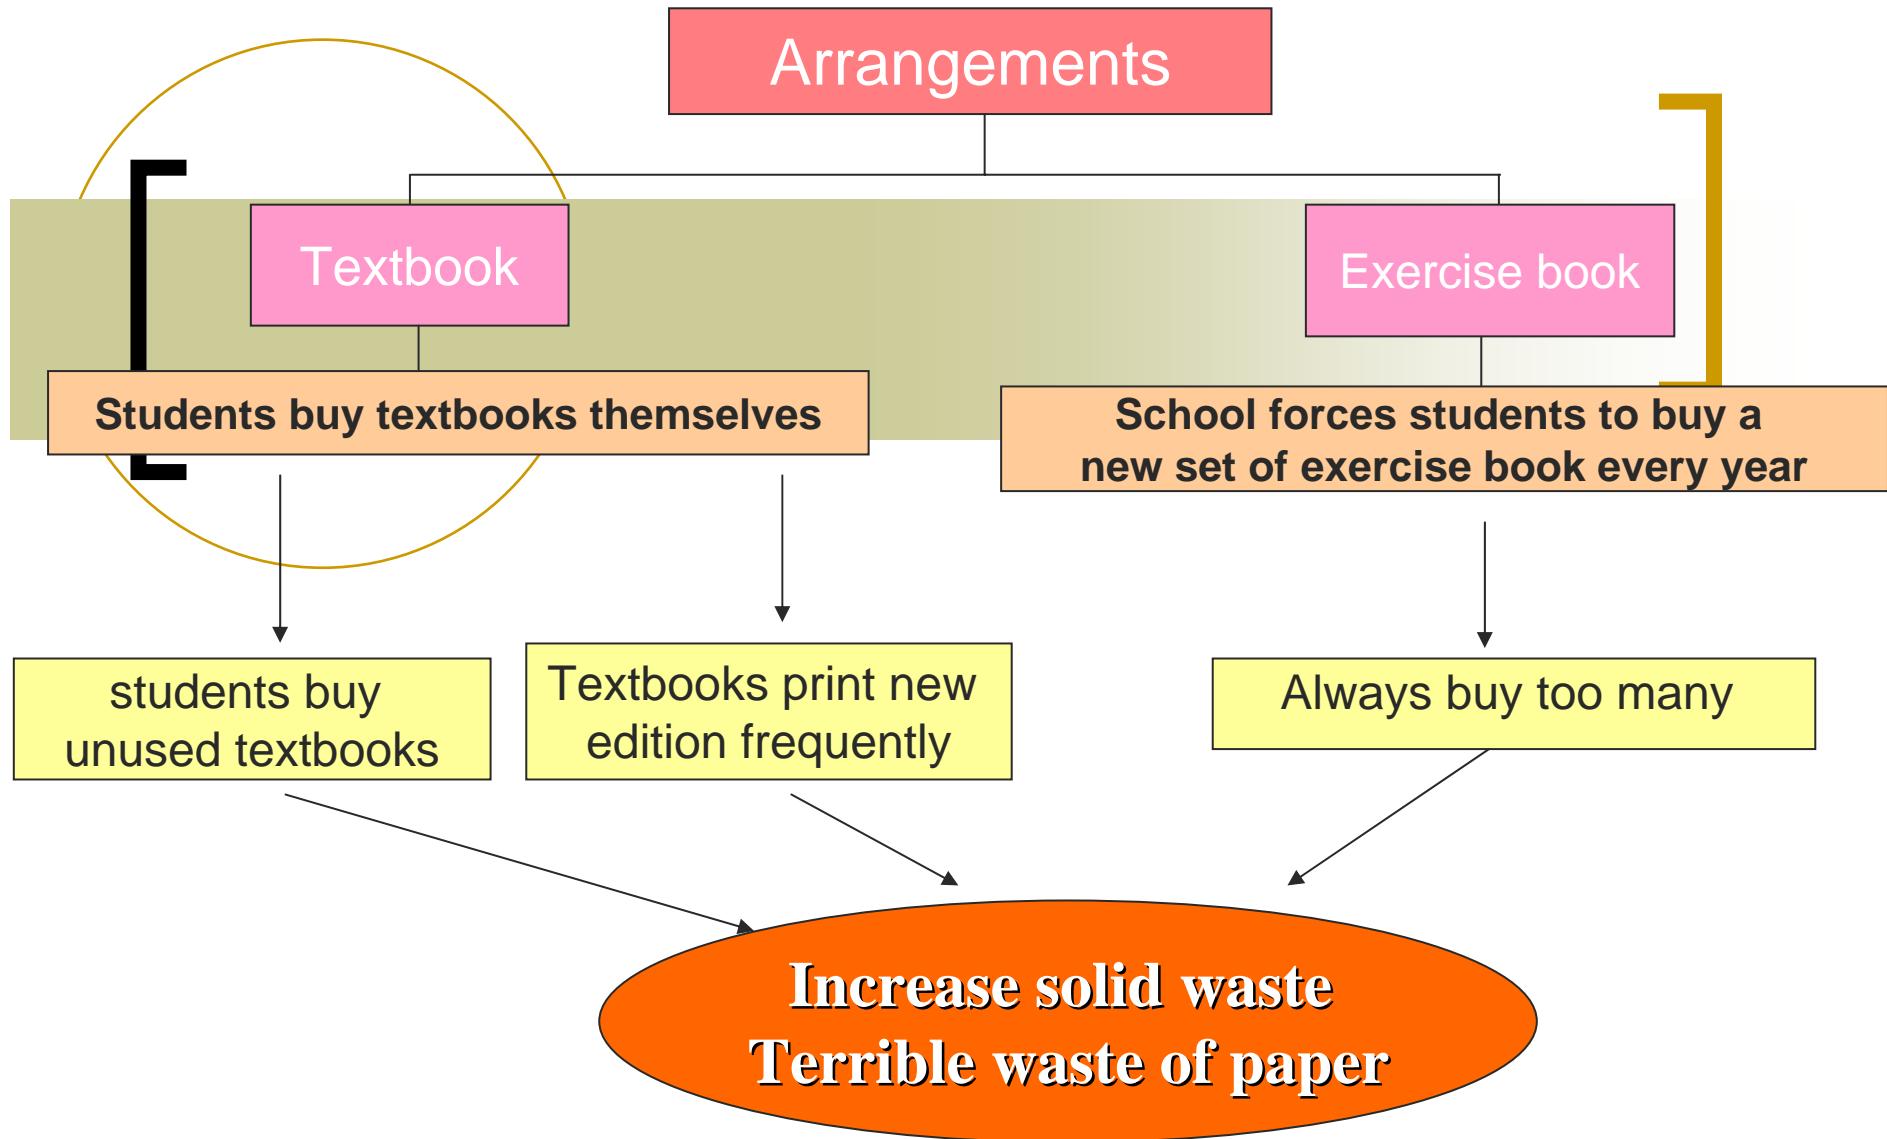 Arrangements
Textbook
Exercise book
Students buy textbooks themselves
School forces students to buy a
new set of exercise book every year
students buy
unused textbooks
Textbooks print new
edition frequently
Always buy too many
Increase solid waste
Terrible waste of paper